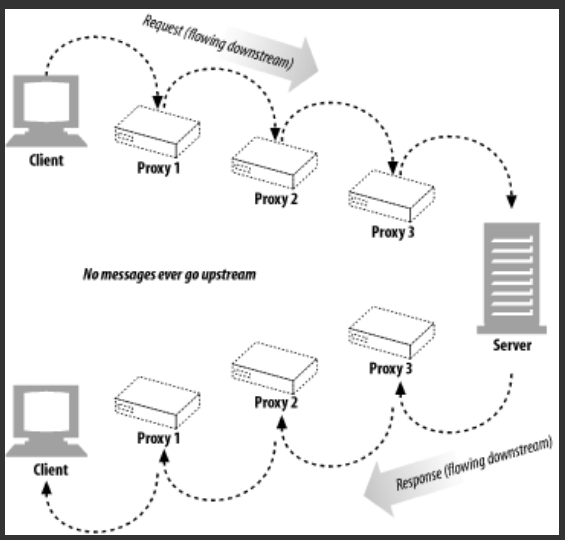 Request (flowing downstream)
Client
Proxy 1
Proxy 2
Proxy 3
No messages ever go upstream
Server
Proxy 3
Proxy 2
Proxy 1
Client
Response (flowing downstream)